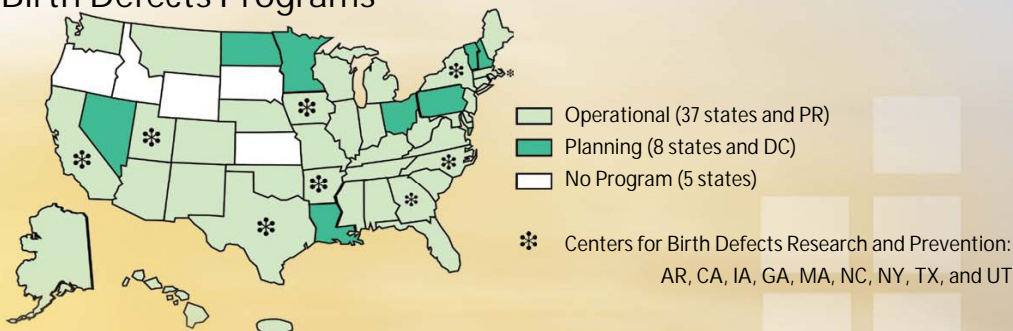 Birth Defects Programs
Operational (37 states and PR)
Planning (8 states and DC)
No Program (5 states)
Centers for Birth Defects Research and Prevention:
AR, CA, IA, GA, MA, NC, NY, TX, and UT